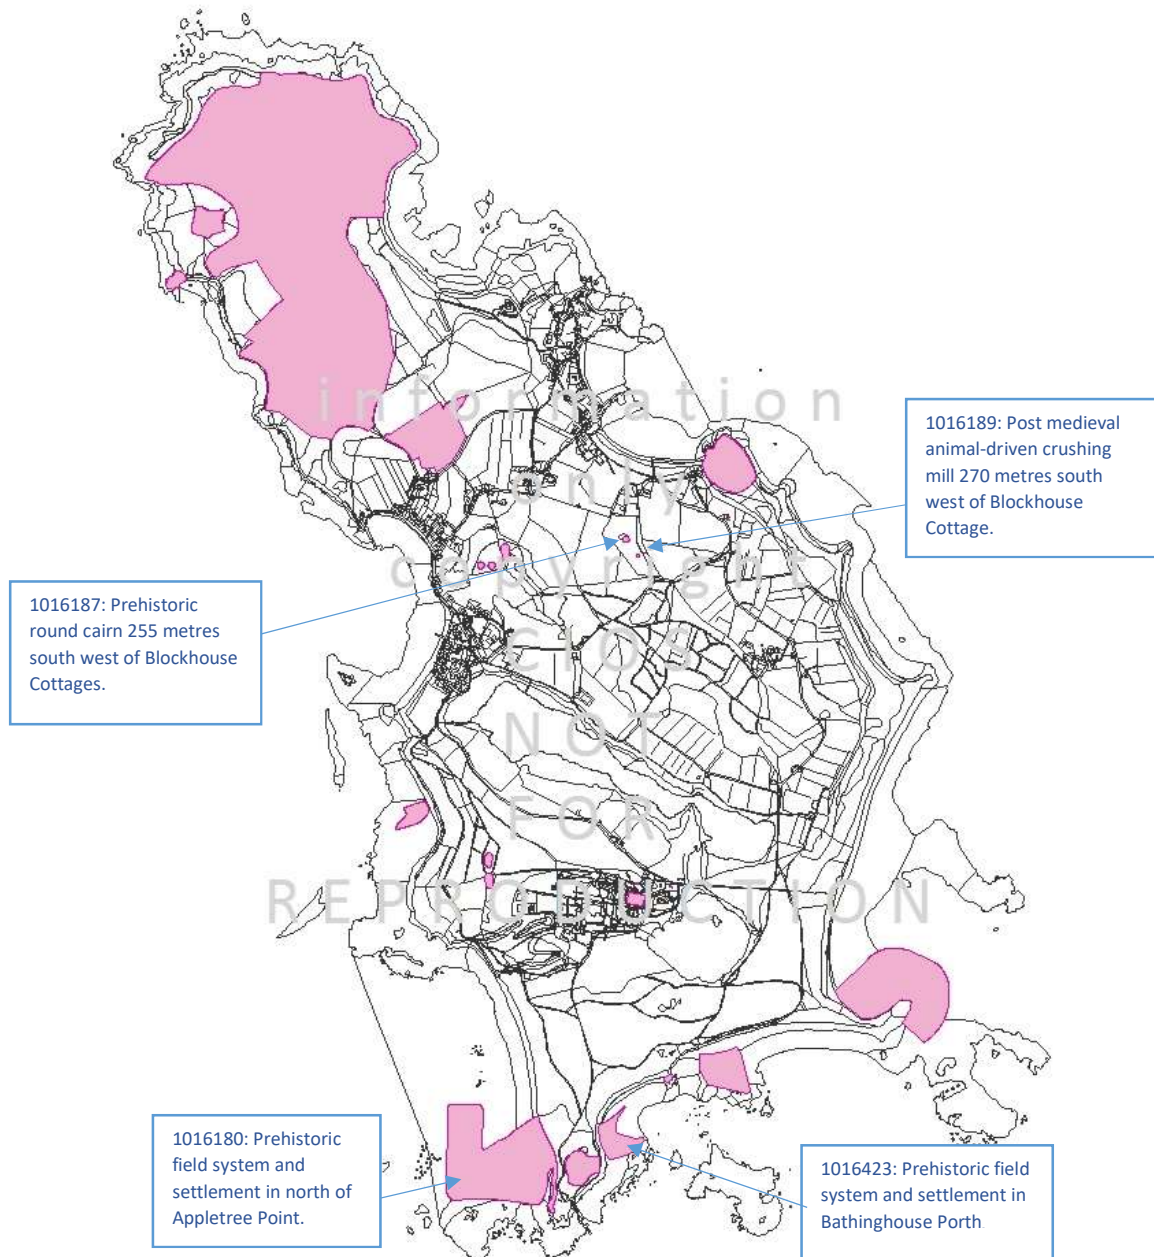 information
only
copyright
CIOS
NOT
FOR
REPRODUCTION
1016189: Post medieval
animal-driven crushing
mill 270 metres south
west of Blockhouse
Cottage.
1016187: Prehistoric
round cairn 255 metres
south west of Blockhouse
Cottages.
1016180: Prehistoric
field system and
settlement in north of
Appletree Point.
1016423: Prehistoric field
system and settlement in
Bathinghouse Porth